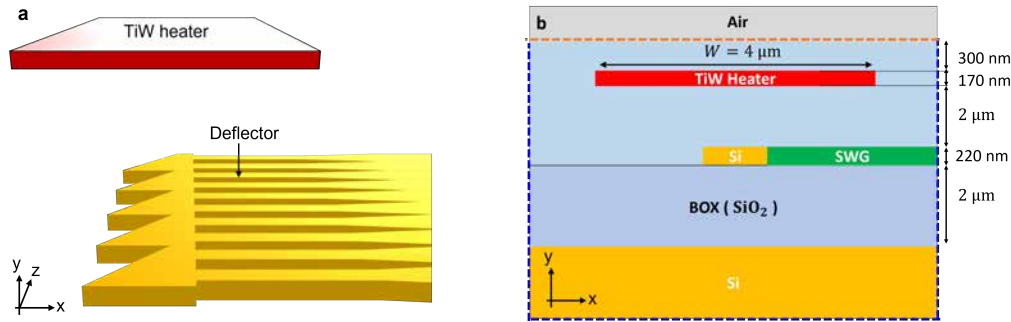 a
TiW heater
Deflector
y
z
x
b
Air
W = 4 μm
TiW Heater
300 nm
170 nm
2 μm
Si
SWG
220 nm
BOX ( SiO₂ )
2 μm
y
x
Si